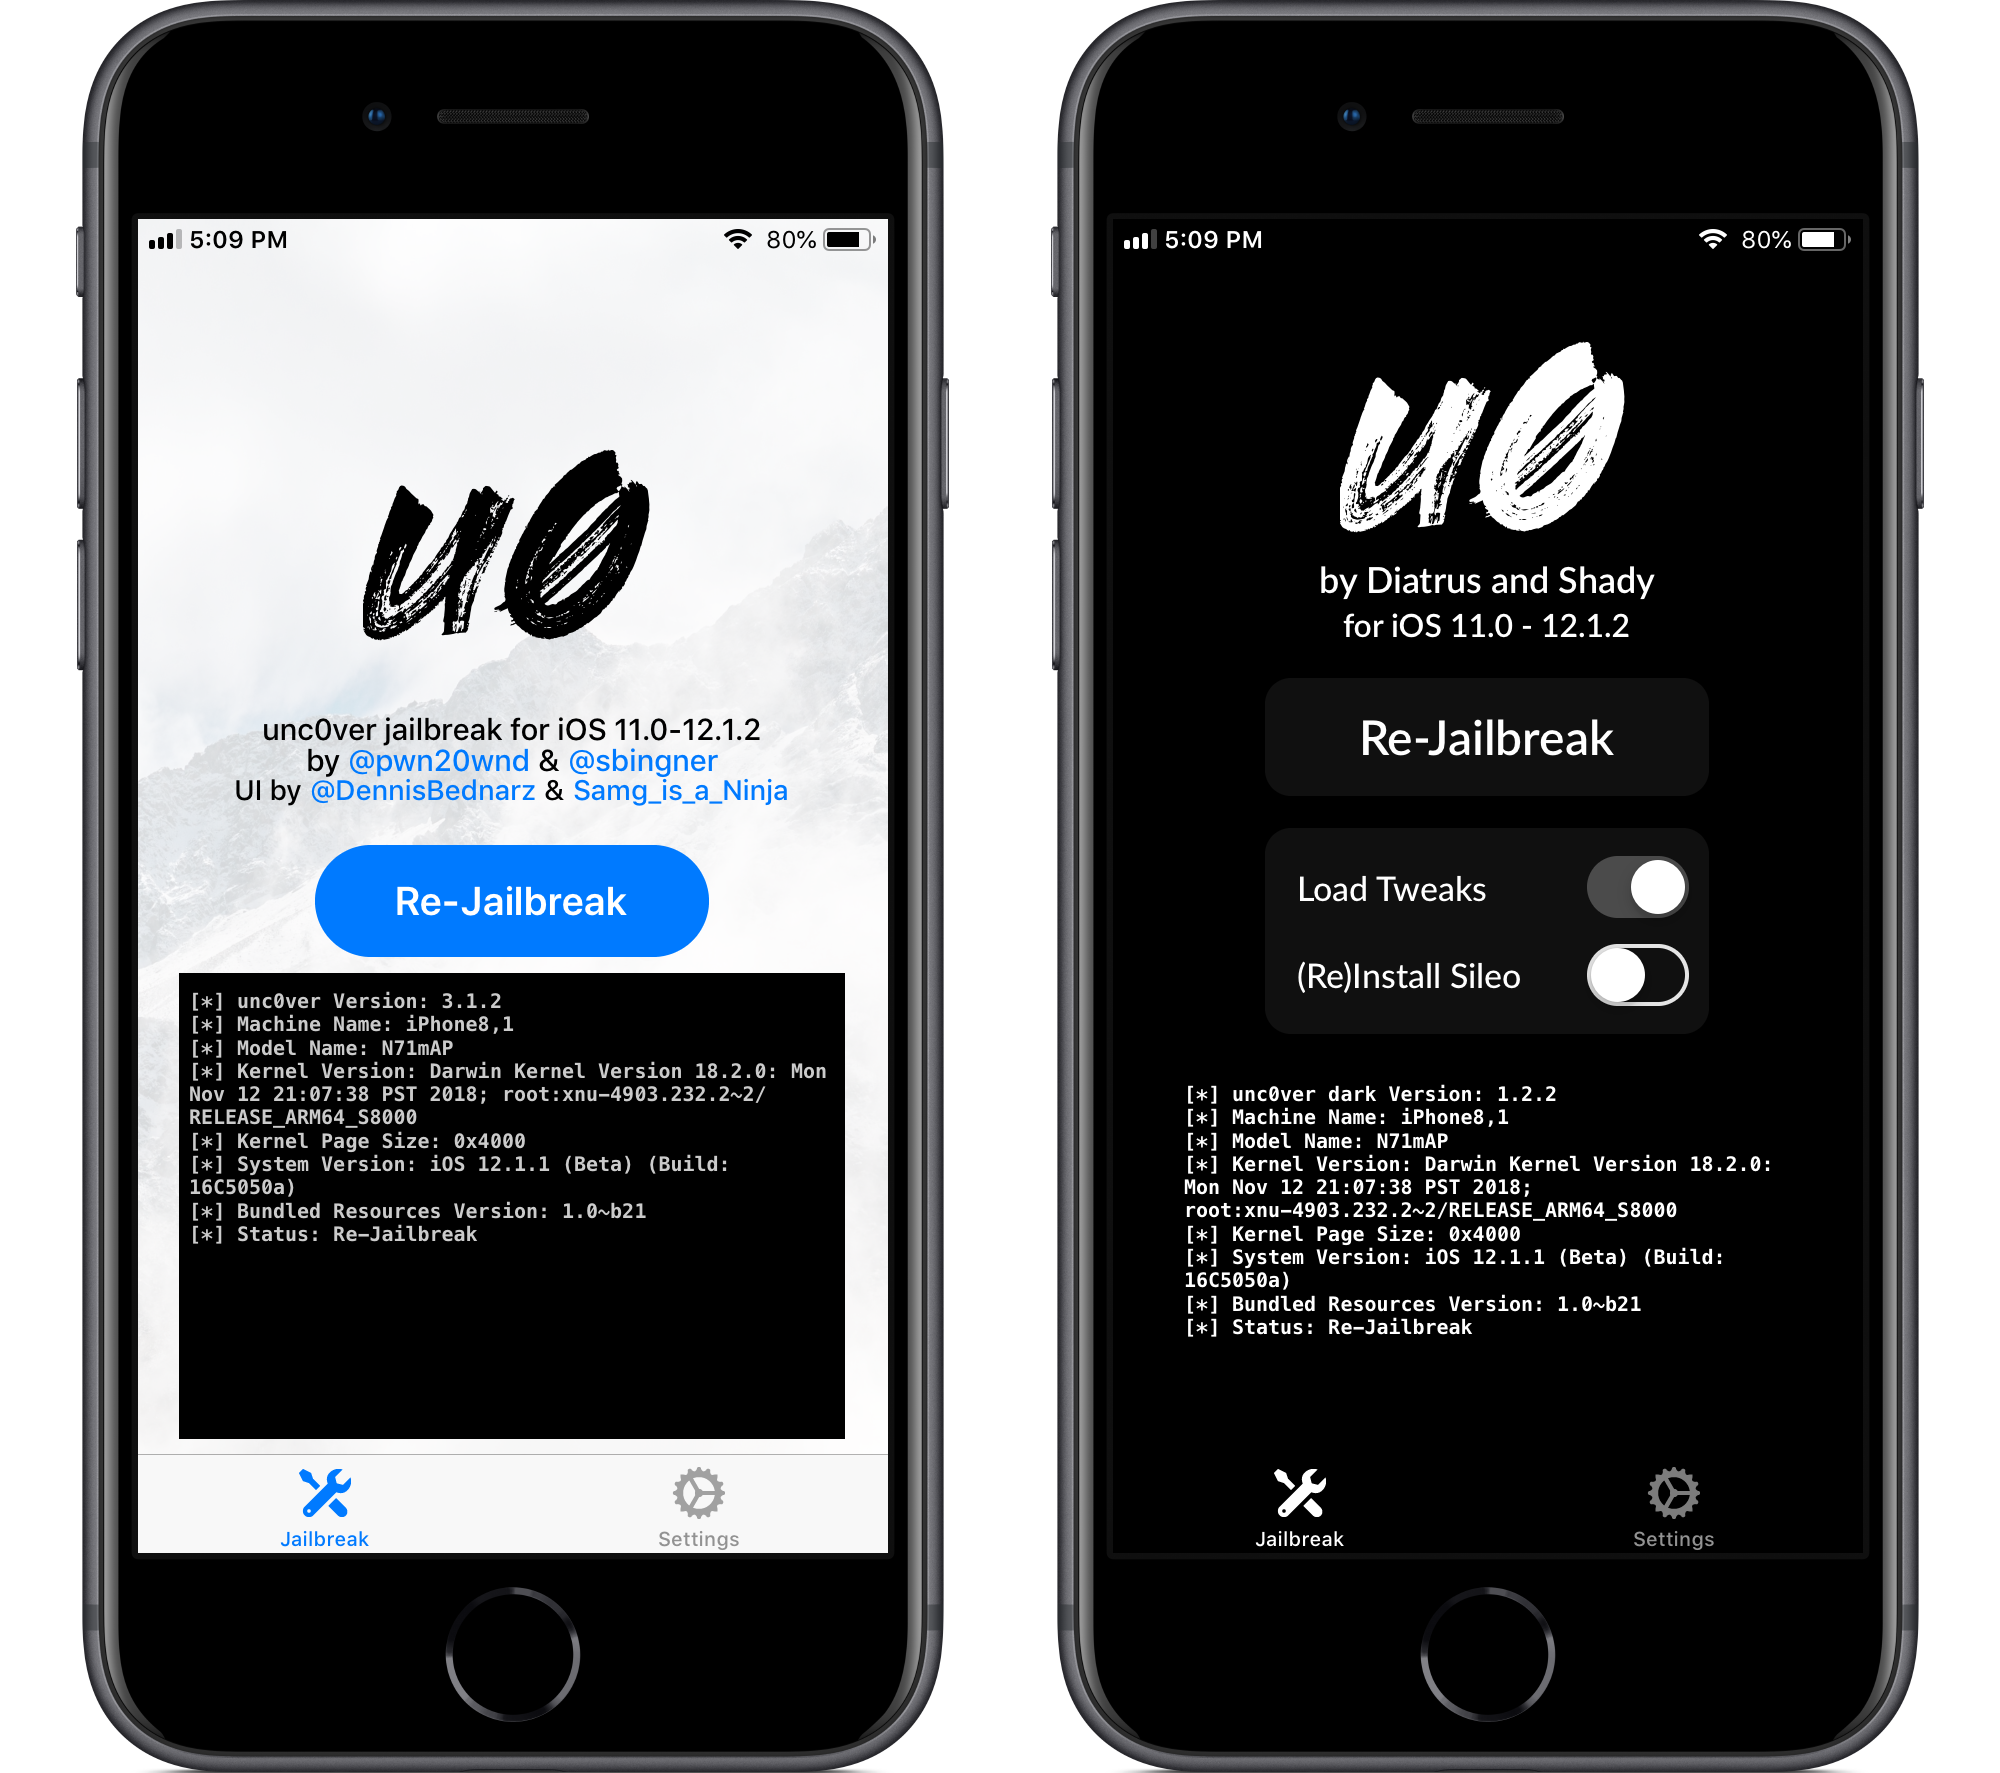 5:09 PM 80%
u0
unc0ver jailbreak for iOS 11.0-12.1.2
by @pwn20wnd & @sbingner
UI by @DennisBednarz & Samg_is_a_Ninja
Re-Jailbreak
[*] unc0ver Version: 3.1.2
[*] Machine Name: iPhone8,1
[*] Model Name: N71mAP
[*] Kernel Version: Darwin Kernel Version 18.2.0: Mon
Nov 12 21:07:38 PST 2018; root:xnu-4903.232.2~2/
RELEASE_ARM64_S8000
[*] Kernel Page Size: 0x4000
[*] System Version: iOS 12.1.1 (Beta) (Build:
16C5050a)
[*] Bundled Resources Version: 1.0~b21
[*] Status: Re-Jailbreak
Jailbreak Settings
5:09 PM 80%
u0
by Diatrus and Shady
for iOS 11.0 - 12.1.2
Re-Jailbreak
Load Tweaks
(Re)Install Sileo
[*] unc0ver dark Version: 1.2.2
[*] Machine Name: iPhone8,1
[*] Model Name: N71mAP
[*] Kernel Version: Darwin Kernel Version 18.2.0:
Mon Nov 12 21:07:38 PST 2018;
root:xnu-4903.232.2~2/RELEASE_ARM64_S8000
[*] Kernel Page Size: 0x4000
[*] System Version: iOS 12.1.1 (Beta) (Build:
16C5050a)
[*] Bundled Resources Version: 1.0~b21
[*] Status: Re-Jailbreak
Jailbreak Settings